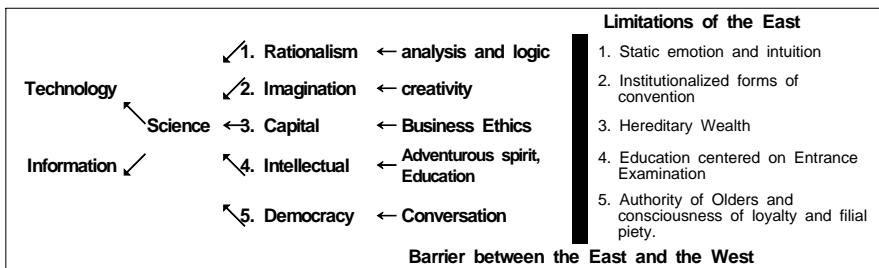 Limitations of the East
1. Rationalism ← analysis and logic
1. Static emotion and intuition
Technology
2. Imagination ← creativity
2. Institutionalized forms of
convention
Science ← 3. Capital ← Business Ethics
3. Hereditary Wealth
Information
4. Intellectual ← Adventurous spirit,
Education
4. Education centered on Entrance
Examination
5. Democracy ← Conversation
5. Authority of Olders and
consciousness of loyalty and filial
piety.
Barrier between the East and the West